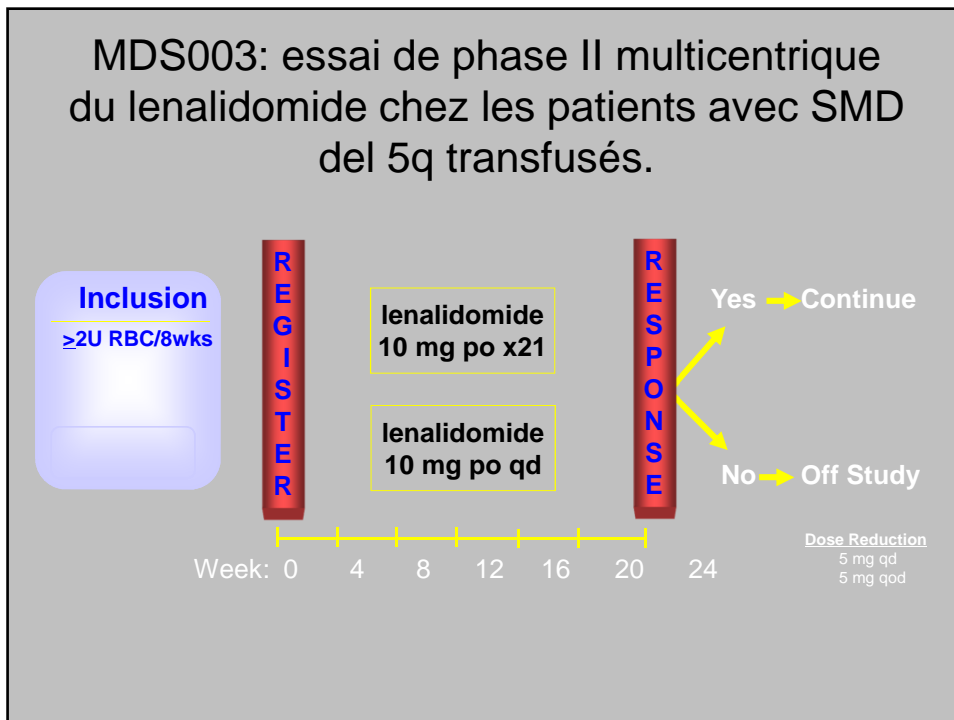 MDS003: essai de phase II multicentrique
du lenalidomide chez les patients avec SMD
del 5q transfusés.
Inclusion
≥2U RBC/8wks
REGISTER
lenalidomide
10 mg po x21
lenalidomide
10 mg po qd
RESPONSE
Yes Continue
No Off Study
Week: 0 4 8 12 16 20 24
Dose Reduction
5 mg qd
5 mg qod